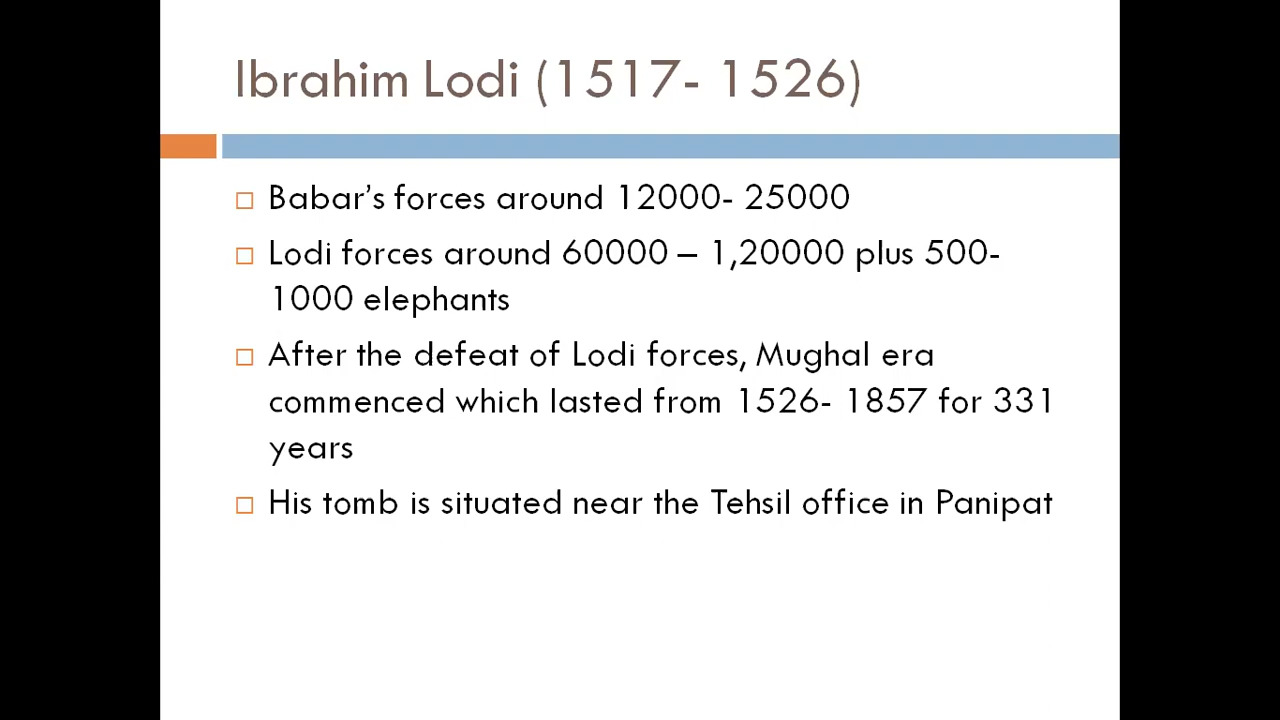 Ibrahim Lodi (1517- 1526)
Babar’s forces around 12000- 25000
Lodi forces around 60000 – 1,20000 plus 500-
1000 elephants
After the defeat of Lodi forces, Mughal era
commenced which lasted from 1526- 1857 for 331
years
His tomb is situated near the Tehsil office in Panipat